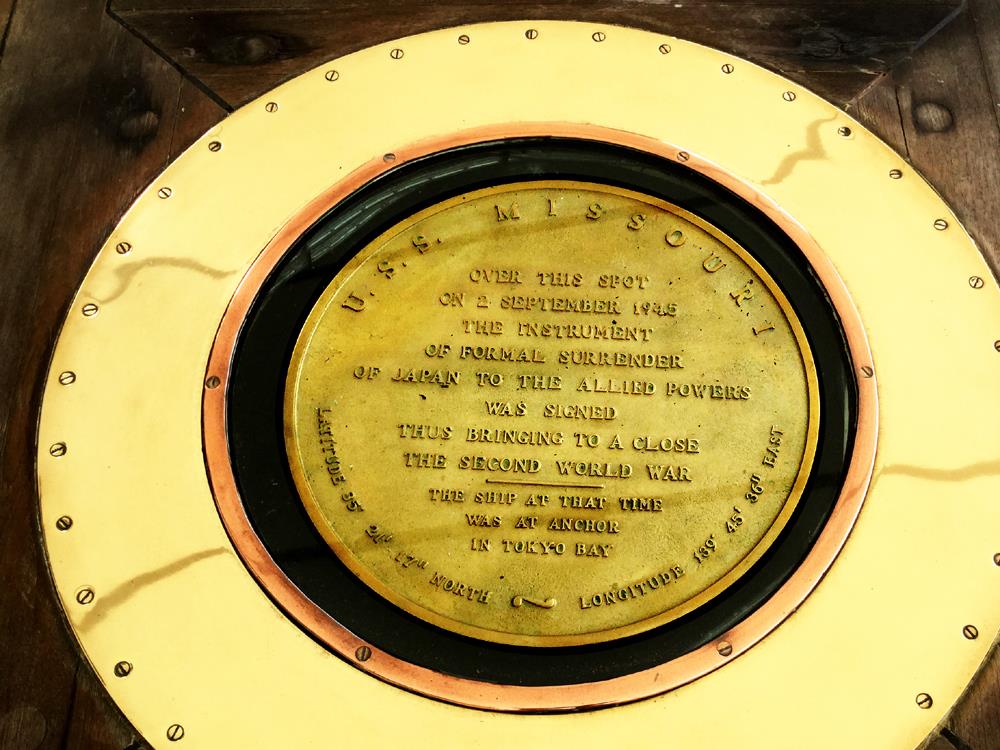 U.S.S. MISSOURI
OVER THIS SPOT
ON 2 SEPTEMBER 1945
THE INSTRUMENT
OF FORMAL SURRENDER
OF JAPAN TO THE ALLIED POWERS
WAS SIGNED
THUS BRINGING TO A CLOSE
THE SECOND WORLD WAR
THE SHIP AT THAT TIME
WAS AT ANCHOR
IN TOKYO BAY
LATITUDE 35° 21' 17" NORTH
LONGITUDE 139° 45' 36" EAST